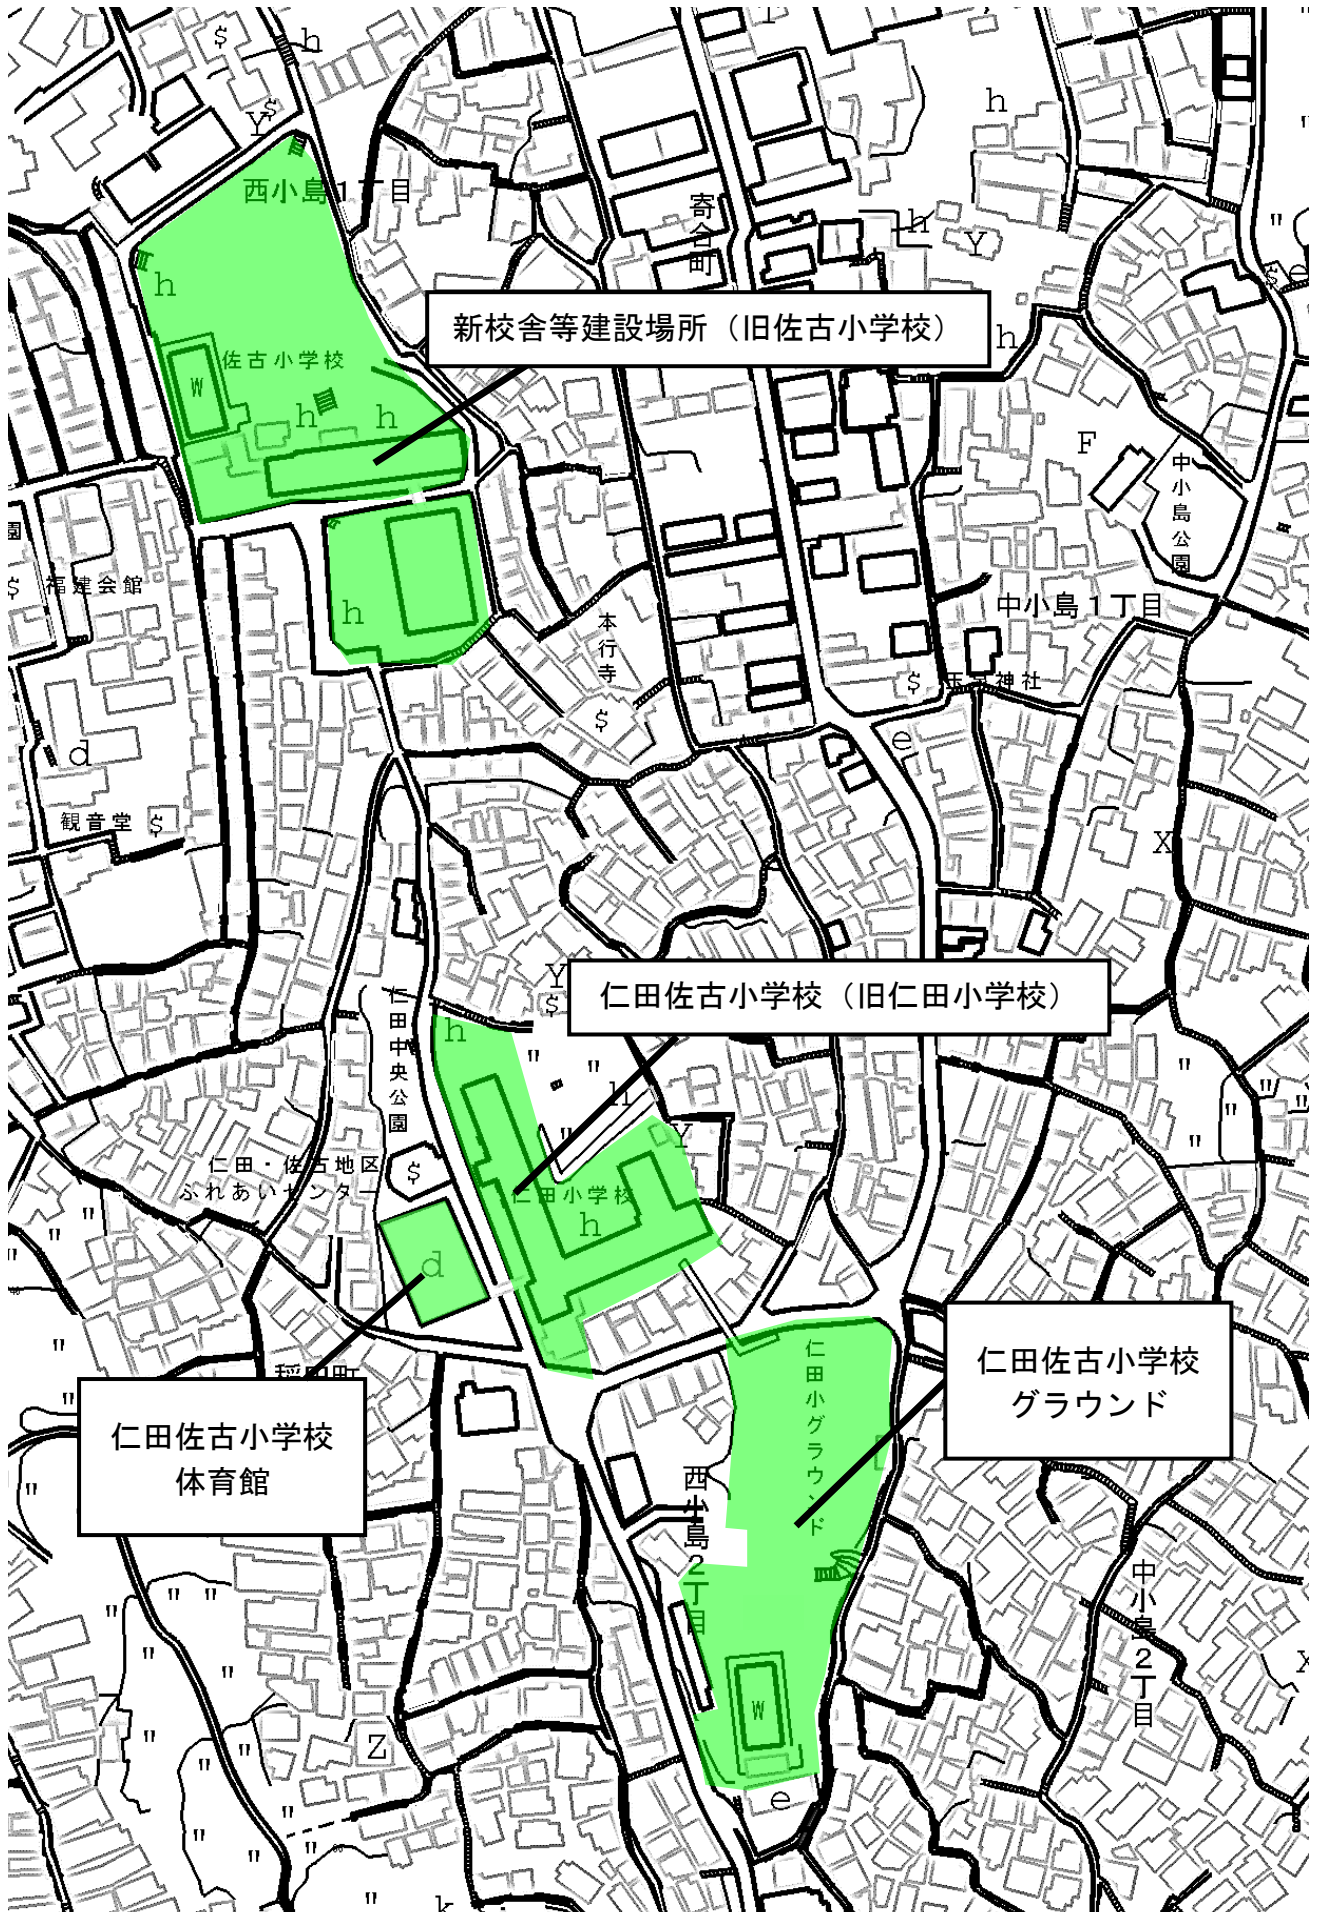 西小島1丁目
寄合町
新校舎等建設場所（旧佐古小学校）
佐古小学校
中小島公園
園
福建会館
中小島1丁目
本行寺
神社
観音堂
仁田佐古小学校（旧仁田小学校）
仁田中央公園
仁田・佐古地区
ふれあいセンター
仁田小学校
稲田町
仁田佐古小学校
体育館
仁田佐古小学校
グラウンド
仁田小グラウンド
西小島2丁目
中小島2丁目